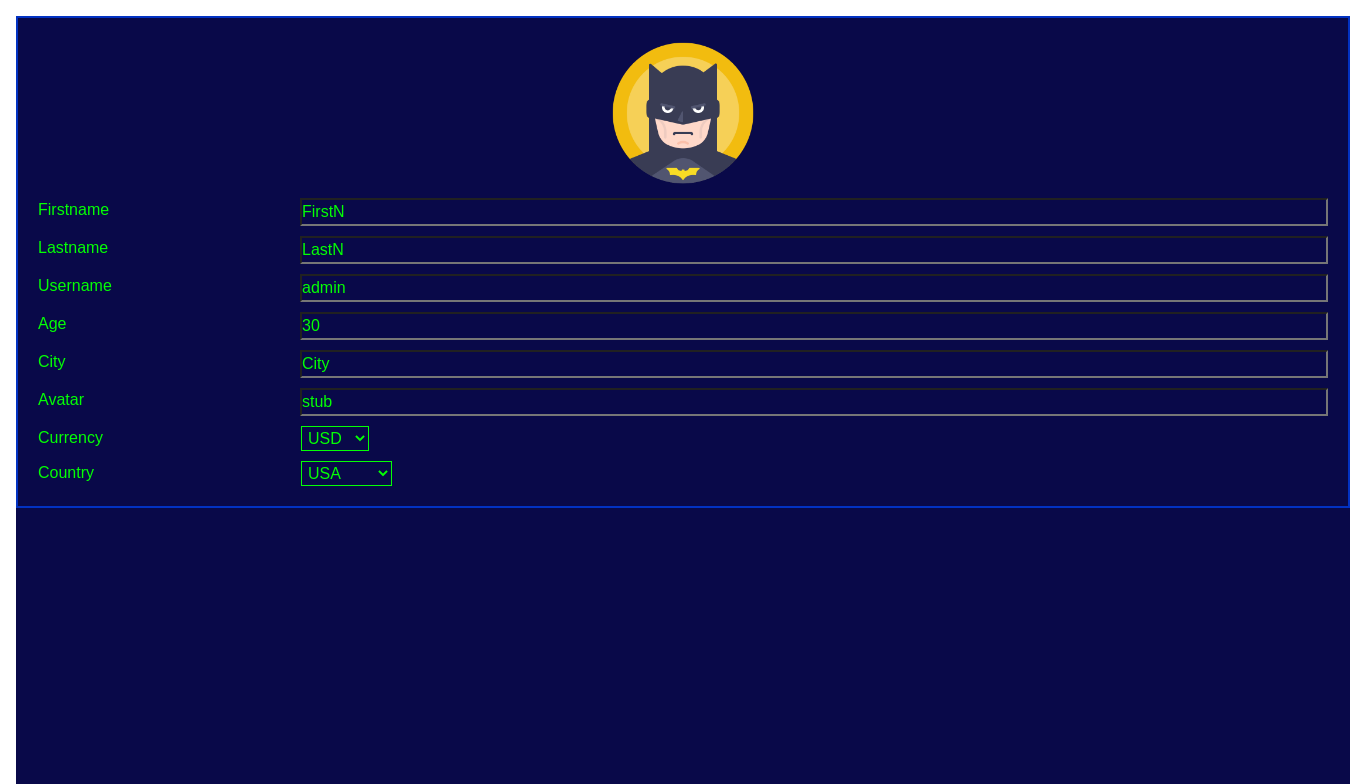 Firstname FirstN
Lastname LastN
Username admin
Age 30
City City
Avatar stub
Currency USD
Country USA